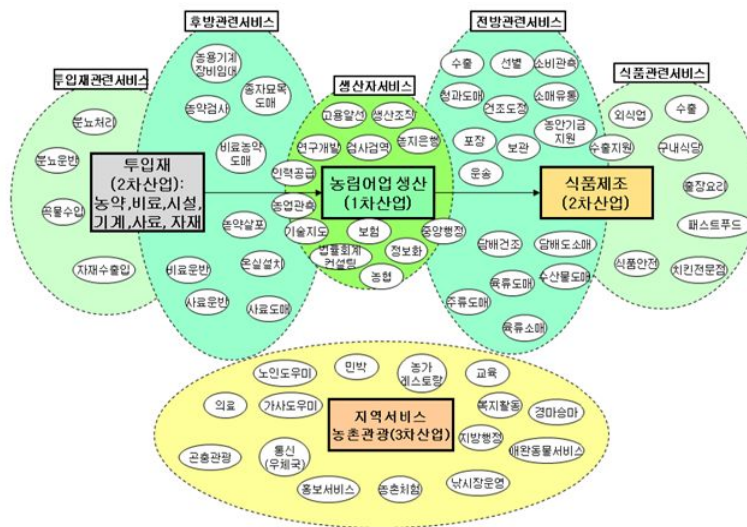 후방관련서비스
전방관련서비스
투입재관련서비스
생산자서비스
식품관련서비스
농용기계
장비임대
종자묘목
도매
농약검사
비료농약
도매
분뇨처리
분뇨운반
곡물수입
자재수출입
투입재
(2차산업):
농약,비료,시설,
기계,사료, 자재
농약살포
비료운반
온실설치
사료운반
사료도매
고용알선
생산조직
연구개발
검사검역
농지은행
인력공급
농림어업 생산
(1차산업)
농업관측
기술지도
보험
중앙행정
법률회계
컨설팅
정보화
농협
수출
선별
소비관측
청과도매
건조도정
소매유통
포장
보관
농안기금
지원
운송
수출지원
식품제조
(2차산업)
담배건조
담배도소매
육류도매
수산물도매
주류도매
육류소매
외식업
수출
구내식당
출장요리
패스트푸드
식품안전
치킨전문점
노인도우미
민박
농가
레스토랑
교육
의료
가사도우미
지역서비스
농촌관광(3차산업)
복지활동
경마승마
지방행정
애완동물서비스
곤충관광
통신
(우체국)
홍보서비스
농촌체험
낚시장운영